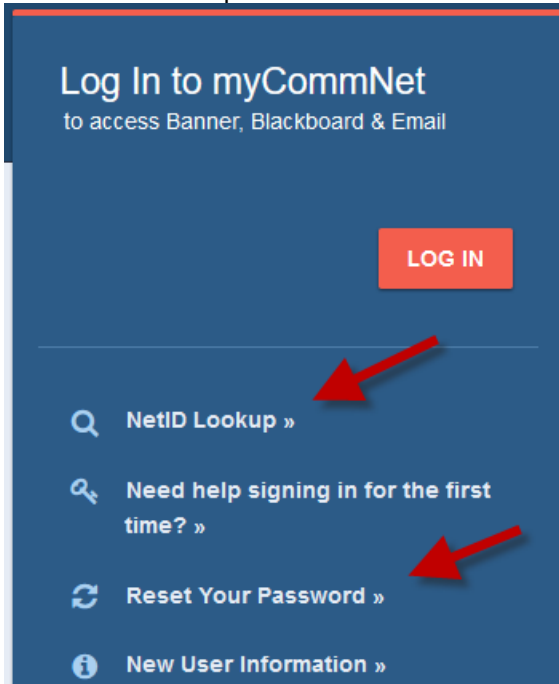 Log In to myCommNet
to access Banner, Blackboard & Email
LOG IN
NetID Lookup »
Need help signing in for the first
time? »
Reset Your Password »
New User Information »